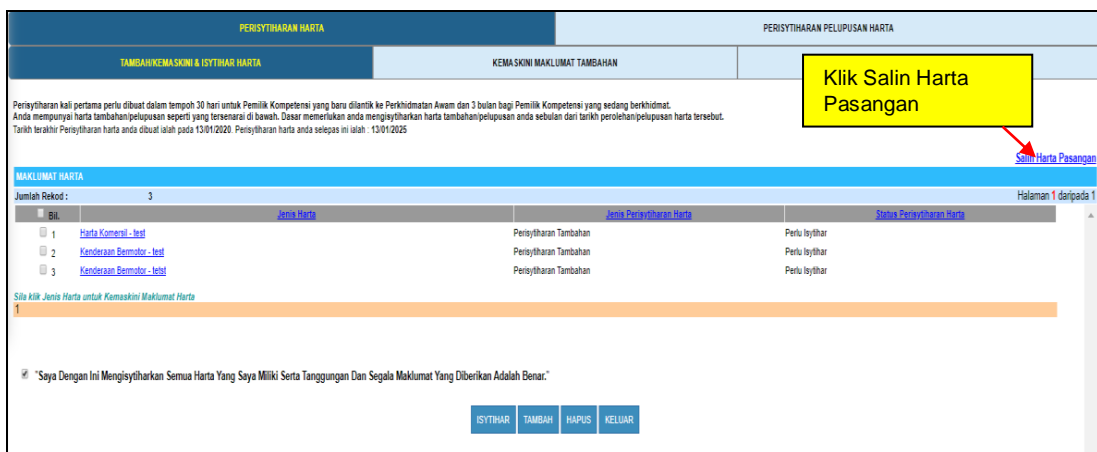 PERISYTIHARAN HARTA
PERISYTIHARAN PELUPUSAN HARTA
TAMBAH/KEMASKINI & ISYTIHAR HARTA
KEMASKINI MAKLUMAT TAMBAHAN
Klik Salin Harta
Pasangan
Perisytiharan kali pertama perlu dibuat dalam tempoh 30 hari untuk Pemilik Kompetensi yang baru dilantik ke Perkhidmatan Awam dan 3 bulan bagi Pemilik Kompetensi yang sedang berkhidmat.
Anda mempunyai harta tambahan/pelupusan seperti yang tersenarai di bawah. Dasar memerlukan anda mengisytiharkan harta tambahan/pelupusan anda sebulan dari tarikh perolehan/pelupusan harta tersebut.
Tarikh terakhir Perisytiharan harta anda dibuat ialah pada 13/01/2020. Perisytiharan harta anda selepas ini ialah : 13/01/2025
Salin Harta Pasangan
MAKLUMAT HARTA
Jumlah Rekod : 3 Halaman 1 daripada 1
Bil. Jenis Harta Jenis Perisytiharan Harta Status Perisytiharan Harta
1 Harta Komersil - test Perisytiharan Tambahan Perlu Isytihar
2 Kenderaan Bermotor - test Perisytiharan Tambahan Perlu Isytihar
3 Kenderaan Bermotor - tetst Perisytiharan Tambahan Perlu Isytihar
Sila klik Jenis Harta untuk Kemaskini Maklumat Harta
1
"Saya Dengan Ini Mengisytiharkan Semua Harta Yang Saya Miliki Serta Tanggungan Dan Segala Maklumat Yang Diberikan Adalah Benar."
ISYTIHAR TAMBAH HAPUS KELUAR